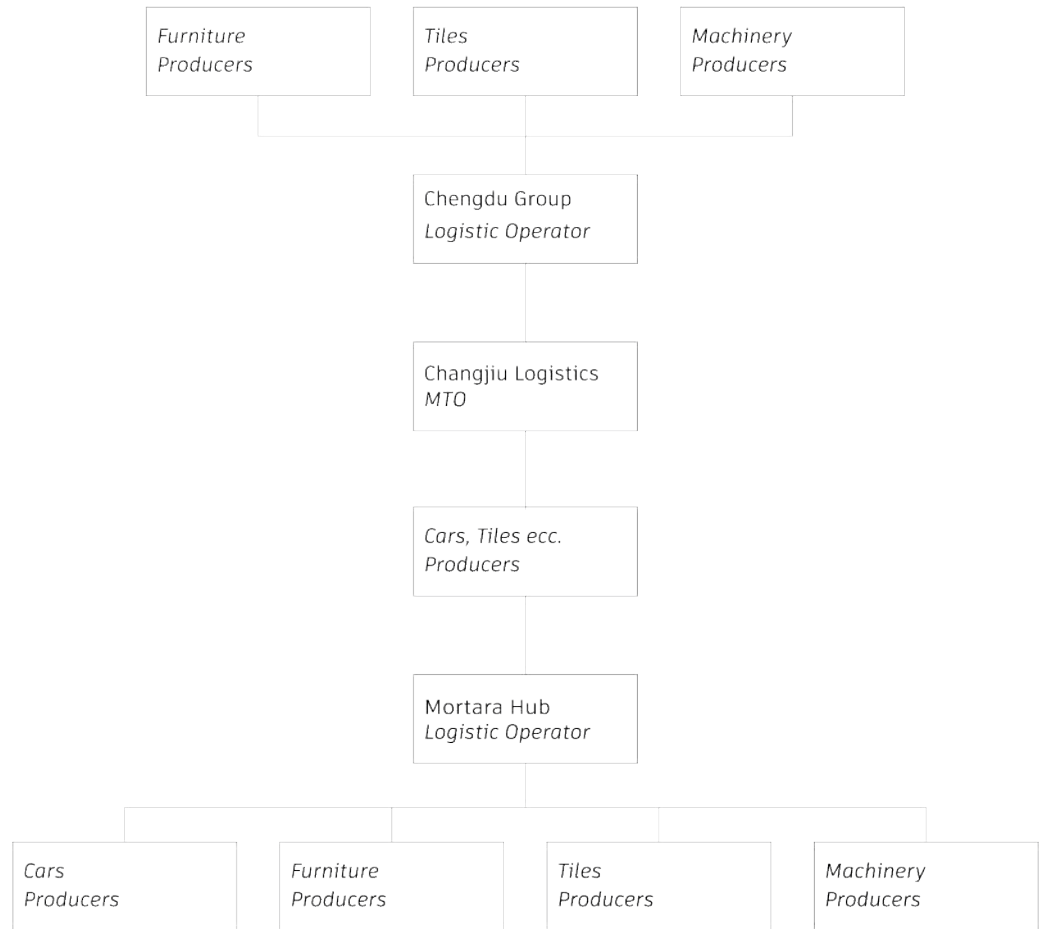 Furniture
Producers
Tiles
Producers
Machinery
Producers
Chengdu Group
Logistic Operator
Changjiu Logistics
MTO
Cars, Tiles ecc.
Producers
Mortara Hub
Logistic Operator
Cars
Producers
Furniture
Producers
Tiles
Producers
Machinery
Producers